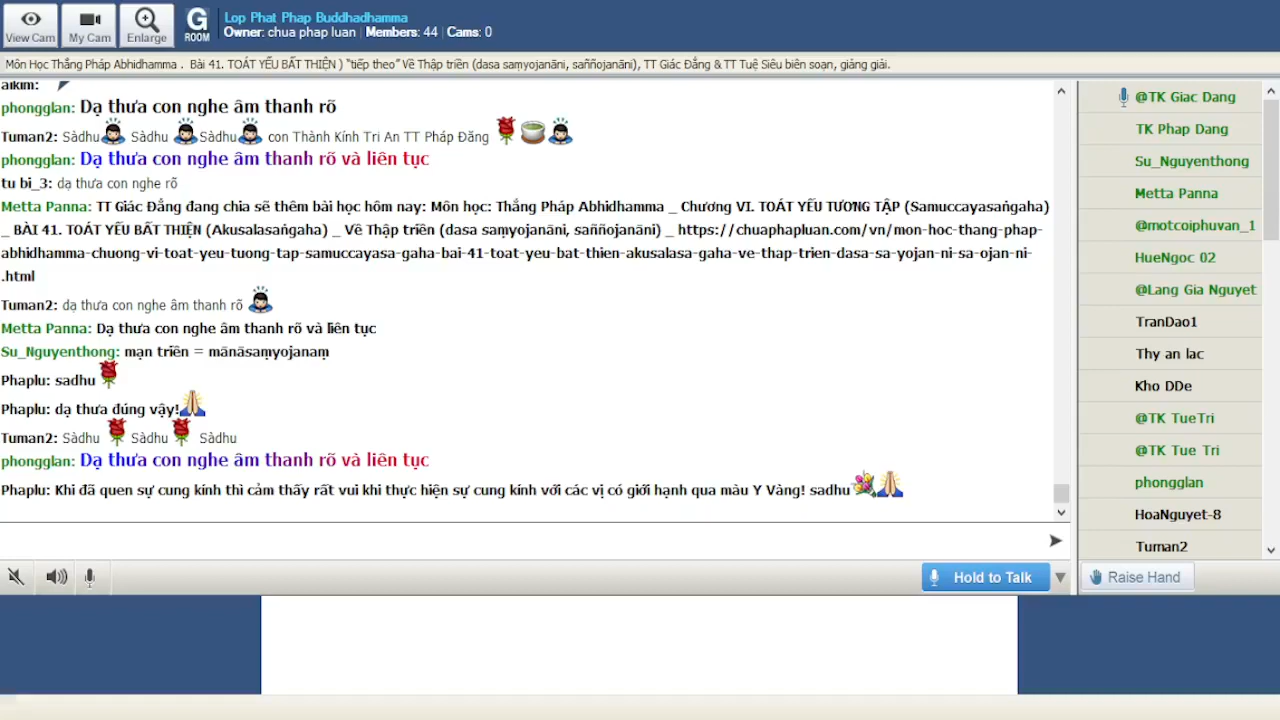 View Cam
My Cam
Enlarge
G
ROOM
Lop Phat Phap Buddhadhamma
Owner: chua phap luan | Members: 44 | Cams: 0
Môn Học Thắng Pháp Abhidhamma . Bài 41. TOÁT YẾU BẤT THIỆN ) "tiếp theo" Về Thập triền (dasa saṃyojanāni, saññojanāni), TT Giác Đẳng & TT Tuệ Siêu biên soạn, giảng giải.
aikim:
phongglan: Dạ thưa con nghe âm thanh rõ
Tuman2: Sàdhu Sàdhu Sàdhu con Thành Kính Tri An TT Pháp Đăng
phongglan: Dạ thưa con nghe âm thanh rõ và liên tục
tu bi_3: dạ thưa con nghe rõ
Metta Panna: TT Giác Đẳng đang chia sẽ thêm bài học hôm nay: Môn học: Thắng Pháp Abhidhamma _ Chương VI. TOÁT YẾU TƯƠNG TẬP (Samuccayasaṅgaha)
_ BÀI 41. TOÁT YẾU BẤT THIỆN (Akusalasaṅgaha) _ Về Thập triền (dasa saṃyojanāni, saññojanāni) _ https://chuaphapluan.com/vn/mon-hoc-thang-phap-
abhidhamma-chuong-vi-toat-yeu-tuong-tap-samuccayasa-gaha-bai-41-toat-yeu-bat-thien-akusalasa-gaha-ve-thap-trien-dasa-sa-yojan-ni-sa-ojan-ni-
.html
Tuman2: dạ thưa con nghe âm thanh rõ
Metta Panna: Dạ thưa con nghe âm thanh rõ và liên tục
Su_Nguyenthong: mạn triền = mānāsaṃyojanaṃ
Phaplu: sadhu
Phaplu: dạ thưa đúng vậy!
Tuman2: Sàdhu Sàdhu Sàdhu
phongglan: Dạ thưa con nghe âm thanh rõ và liên tục
Phaplu: Khi đã quen sự cung kính thì cảm thấy rất vui khi thực hiện sự cung kính với các vị có giới hạnh qua màu Y Vàng! sadhu
Hold to Talk
@TK Giac Dang
TK Phap Dang
Su_Nguyenthong
Metta Panna
@motcoiphuvan_1
HueNgoc 02
@Lang Gia Nguyet
TranDao1
Thy an lac
Kho DDe
@TK TueTri
@TK Tue Tri
phongglan
HoaNguyet-8
Tuman2
Raise Hand